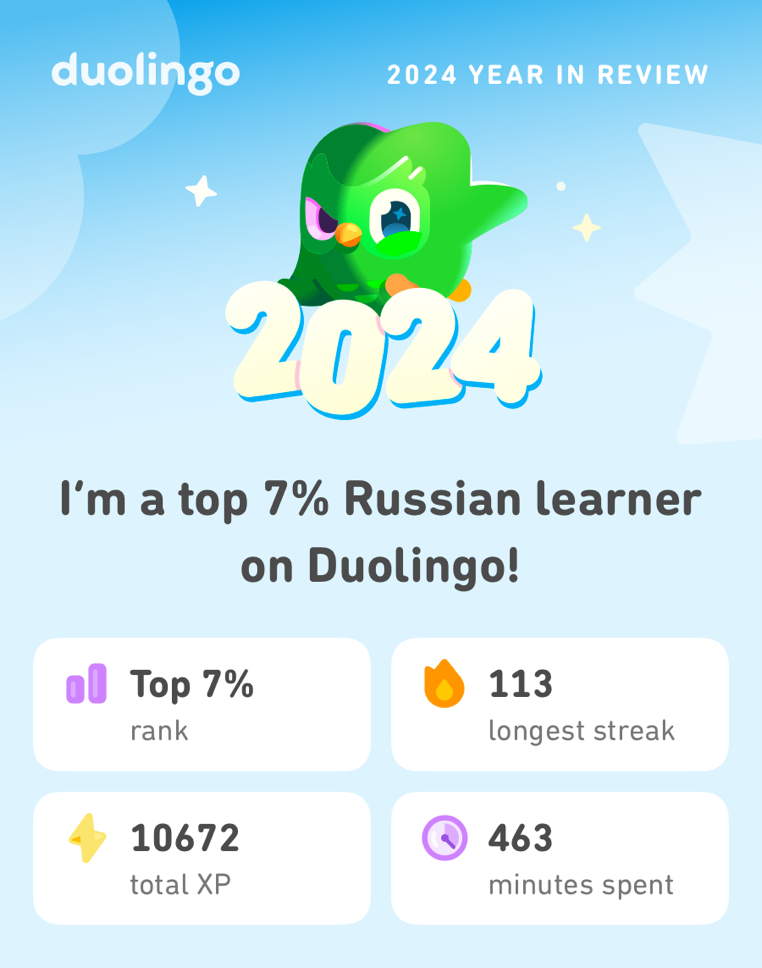 duolingo
2024 YEAR IN REVIEW
2024
I'm a top 7% Russian learner
on Duolingo!
Top 7%
rank
113
longest streak
10672
total XP
463
minutes spent